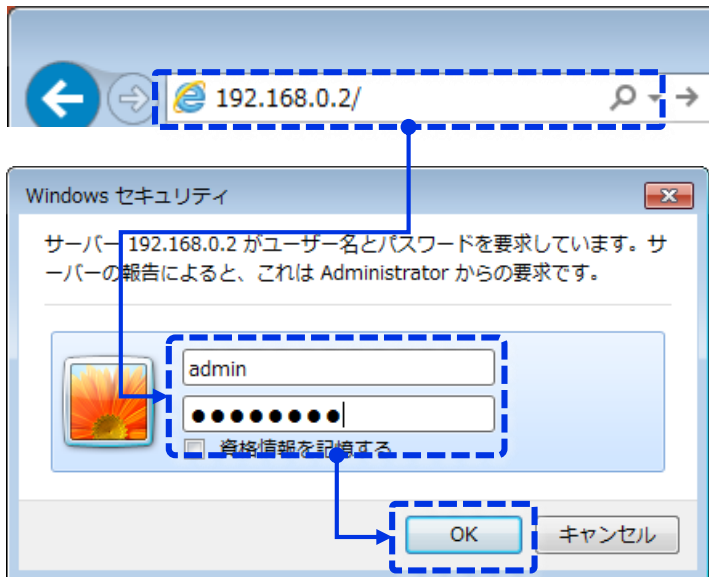 192.168.0.2/
Windows セキュリティ
サーバー 192.168.0.2 がユーザー名とパスワードを要求しています。サ
ーバーの報告によると、これは Administrator からの要求です。
admin
●●●●●●●●
資格情報を記憶する
OK
キャンセル